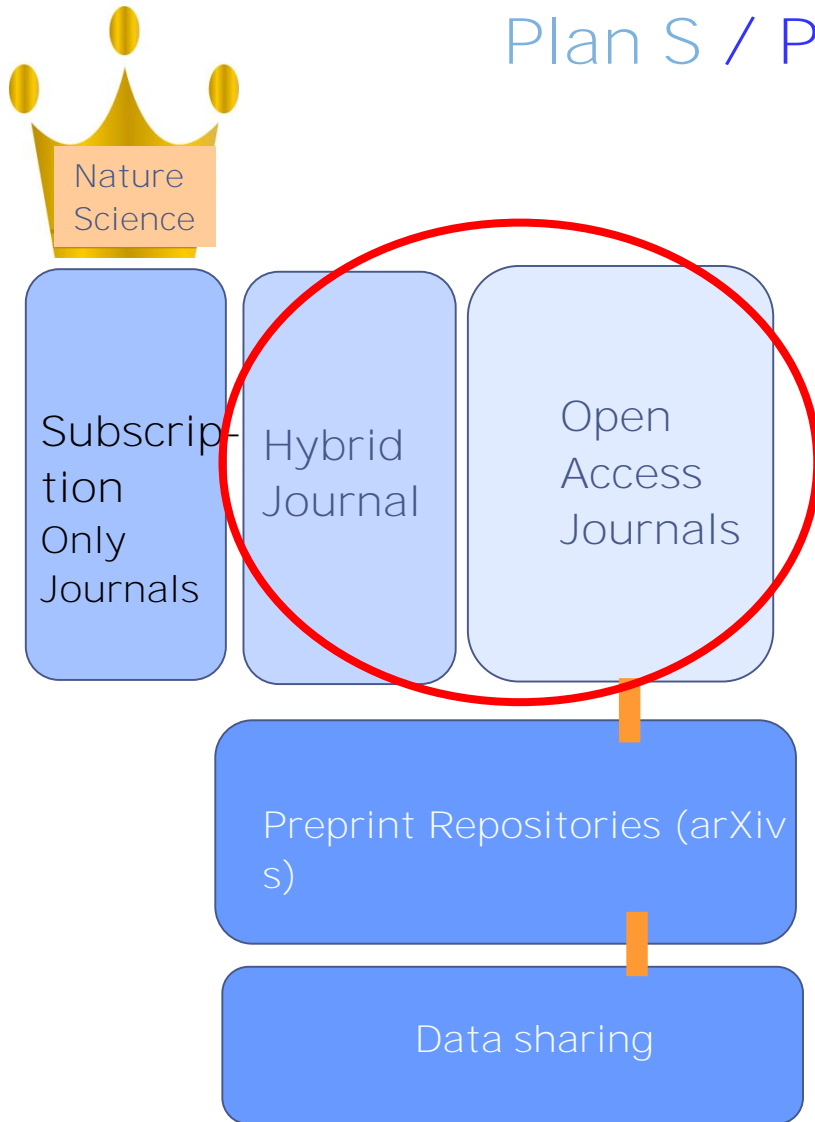 Plan S / P
Nature
Science
Subscrip-
tion
Only
Journals
Hybrid
Journal
Open
Access
Journals
Preprint Repositories (arXiv
s)
Data sharing